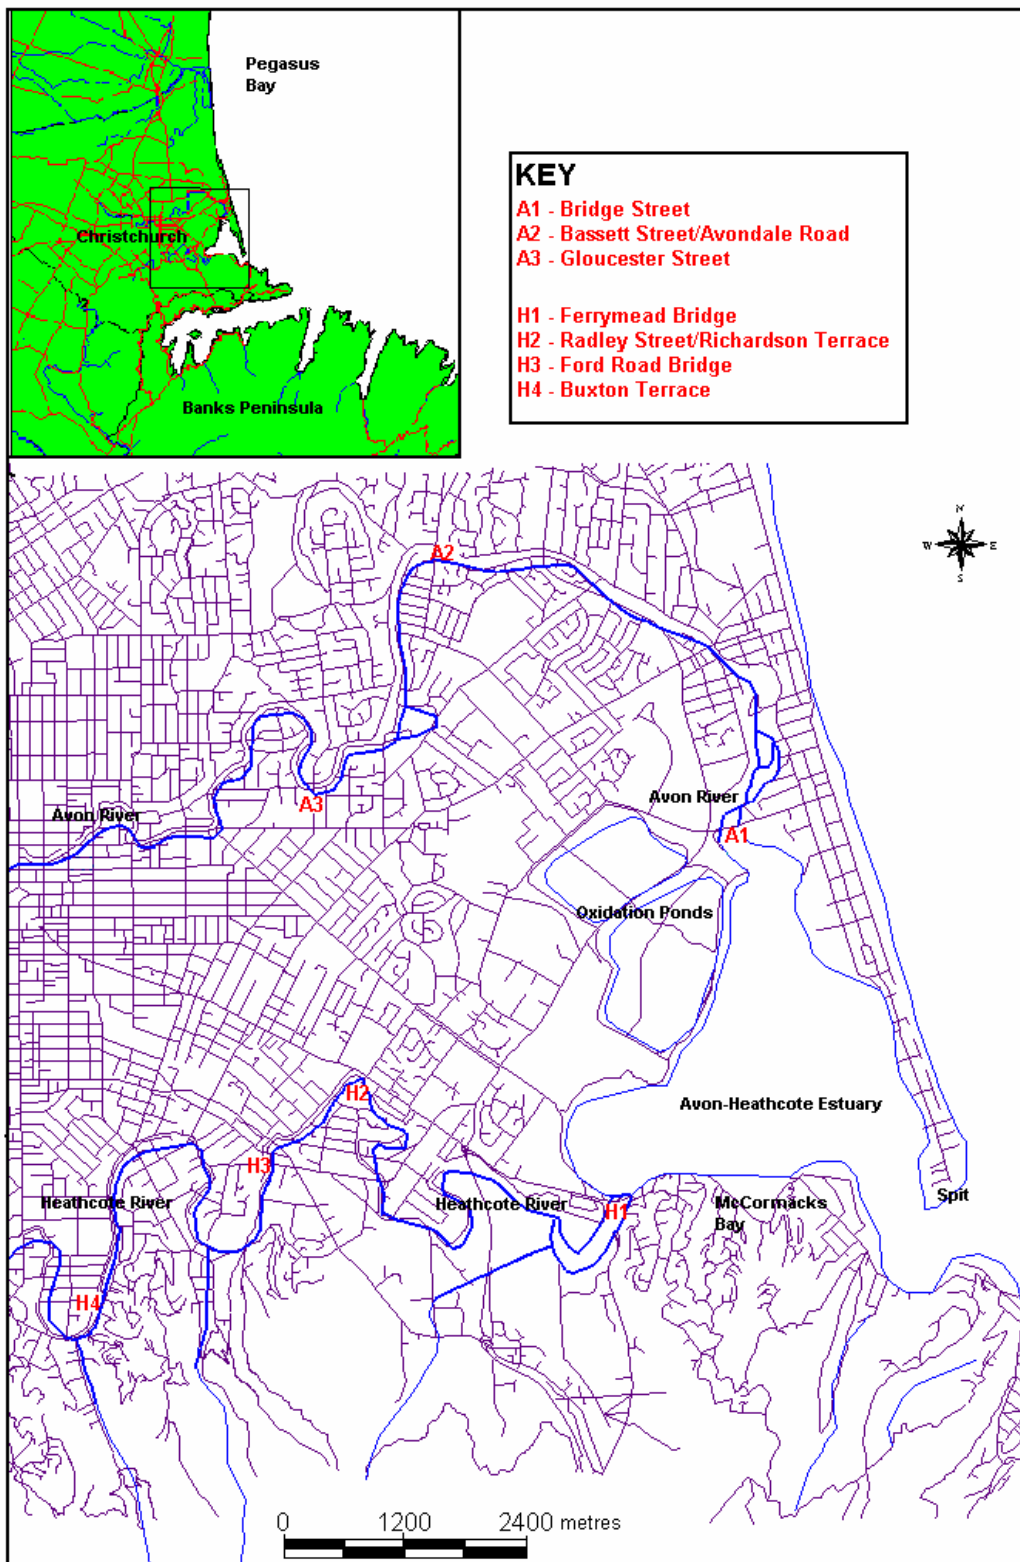 Pegasus
Bay
Christchurch
Banks Peninsula
KEY
A1 - Bridge Street
A2 - Bassett Street/Avondale Road
A3 - Gloucester Street
H1 - Ferrymead Bridge
H2 - Radley Street/Richardson Terrace
H3 - Ford Road Bridge
H4 - Buxton Terrace
N
W E
S
A2
Avon River
A3
Avon River
A1
Oxidation Ponds
H2
Avon-Heathcote Estuary
H3
Heathcote River
Heathcote River
H1
McCormacks
Bay
Spit
H4
0 1200 2400 metres